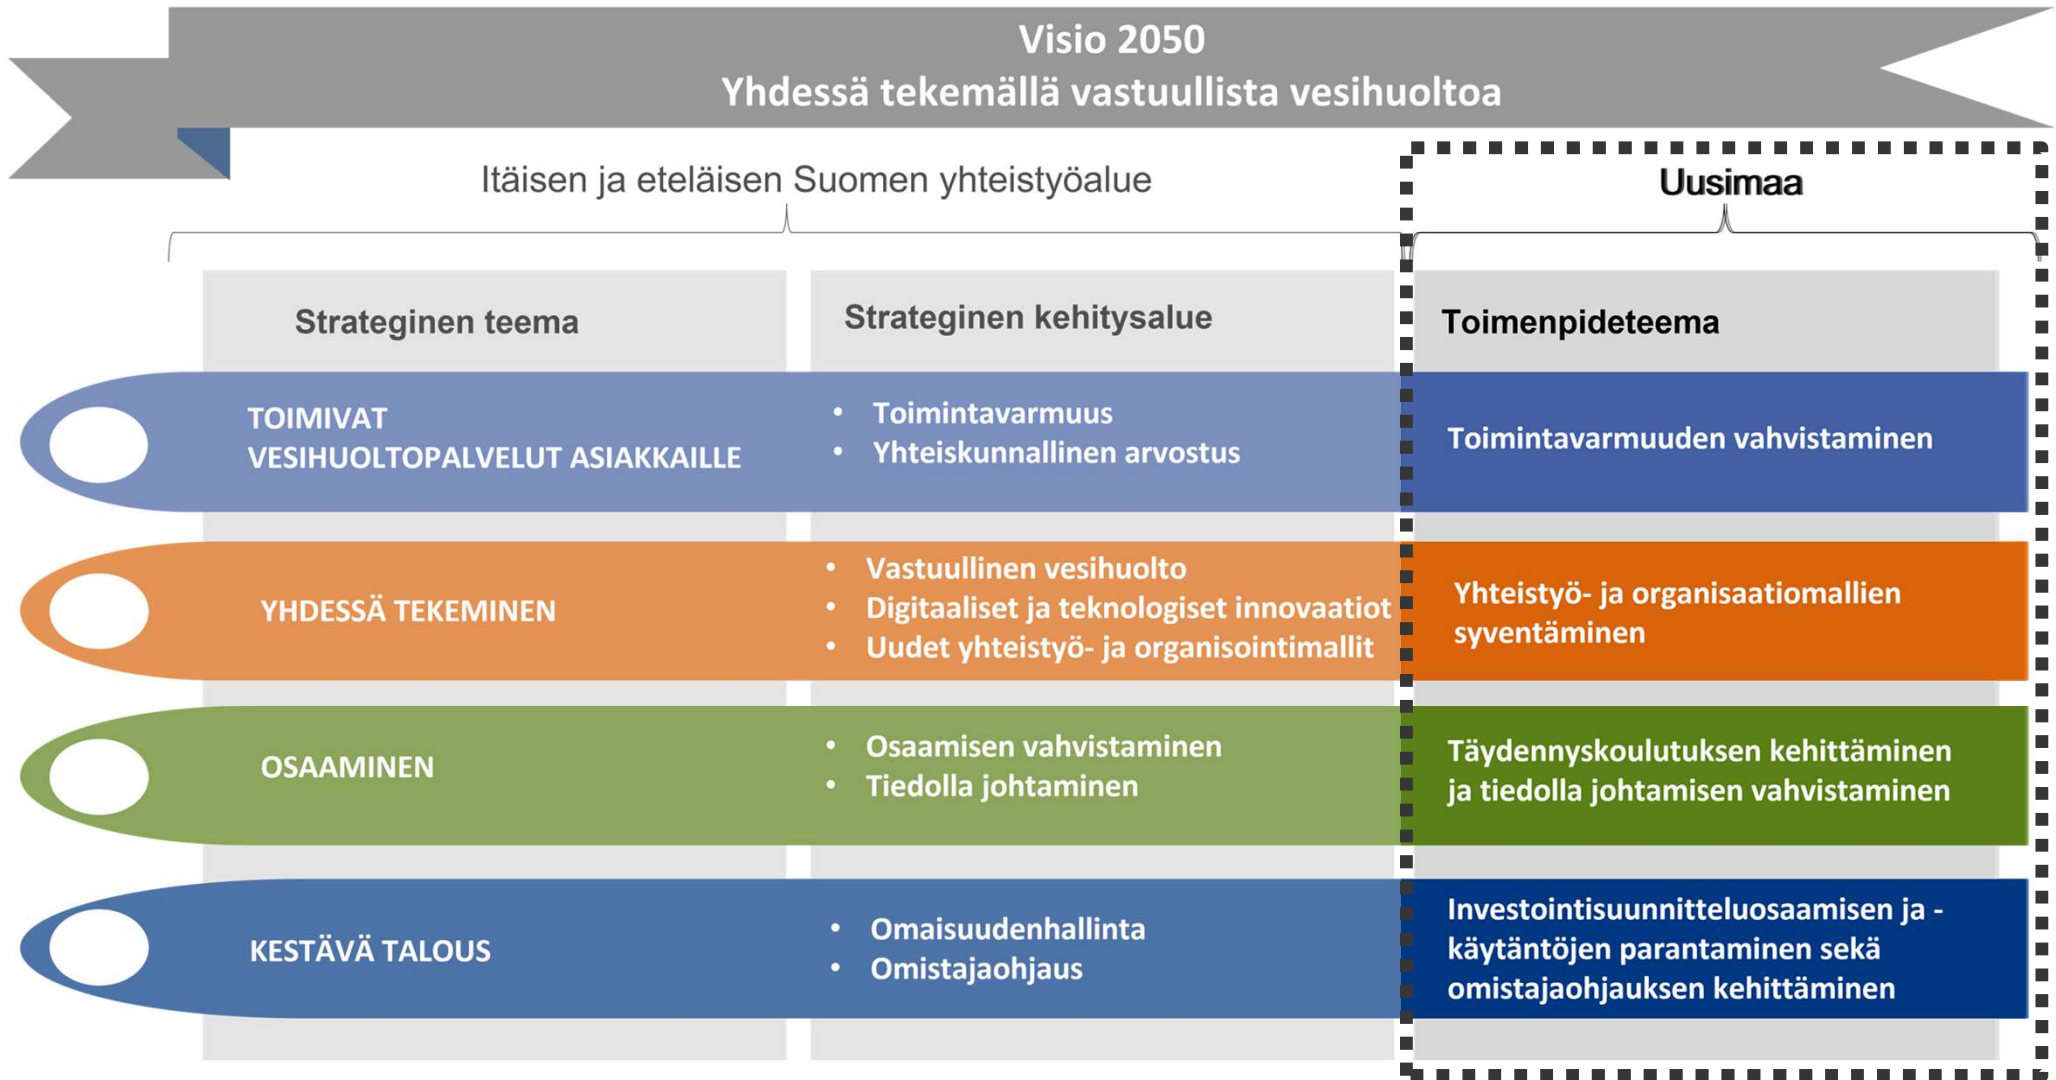 Visio 2050
Yhdessä tekemällä vastuullista vesihuoltoa
Itäisen ja eteläisen Suomen yhteistyöalue
Uusimaa
Strateginen teema
Strateginen kehitysalue
Toimenpideteema
TOIMIVAT
VESIHUOLTOPALVELUT ASIAKKAILLE
• Toimintavarmuus
• Yhteiskunnallinen arvostus
Toimintavarmuuden vahvistaminen
YHDESSÄ TEKEMINEN
• Vastuullinen vesihuolto
• Digitaaliset ja teknologiset innovaatiot
• Uudet yhteistyö- ja organisointimallit
Yhteistyö- ja organisaatiomallien
syventäminen
OSAAMINEN
• Osaamisen vahvistaminen
• Tiedolla johtaminen
Täydennyskoulutuksen kehittäminen
ja tiedolla johtamisen vahvistaminen
KESTÄVÄ TALOUS
• Omaisuudenhallinta
• Omistajaohjaus
Investointisuunnitteluosaamisen ja -
käytäntöjen parantaminen sekä
omistajaohjauksen kehittäminen